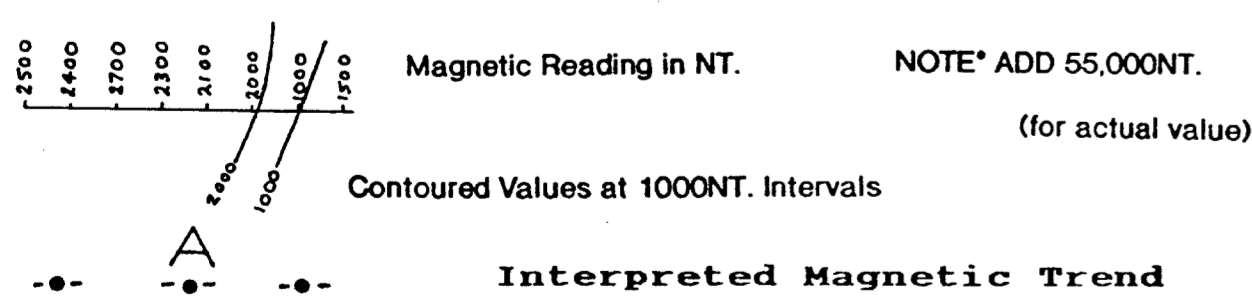 2500 2400 2700 2300 2100 2000 1000 1500
Magnetic Reading in NT.
NOTE* ADD 55,000NT.
(for actual value)
2000 1000
Contoured Values at 1000NT. Intervals
A
Interpreted Magnetic Trend